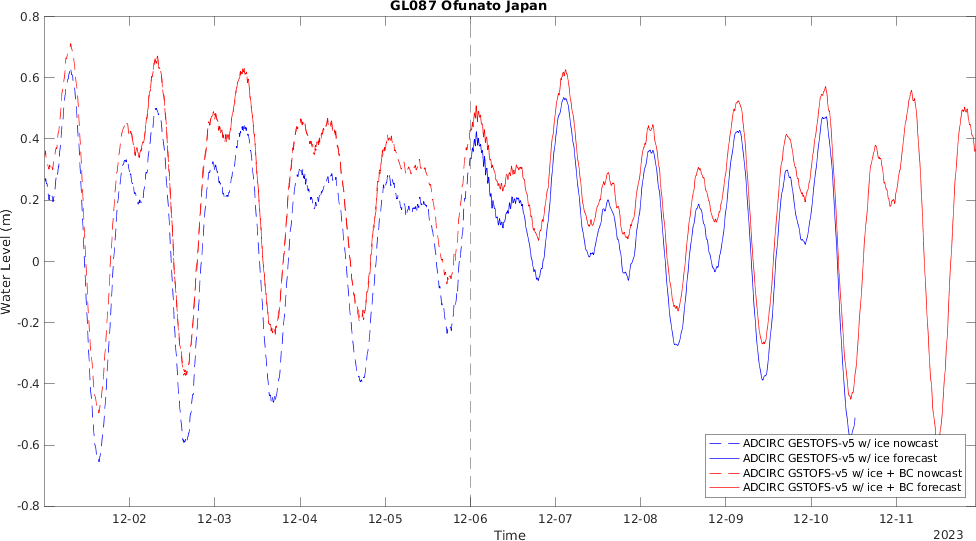 GL087 Ofunato Japan
0.8
0.6
0.4
0.2
0
-0.2
-0.4
-0.6
-0.8
Water Level (m)
ADCIRC GESTOFS-v5 w/ ice nowcast
ADCIRC GESTOFS-v5 w/ ice forecast
ADCIRC GSTOFS-v5 w/ ice + BC nowcast
ADCIRC GSTOFS-v5 w/ ice + BC forecast
12-02 12-03 12-04 12-05 12-06 12-07 12-08 12-09 12-10 12-11
Time
2023